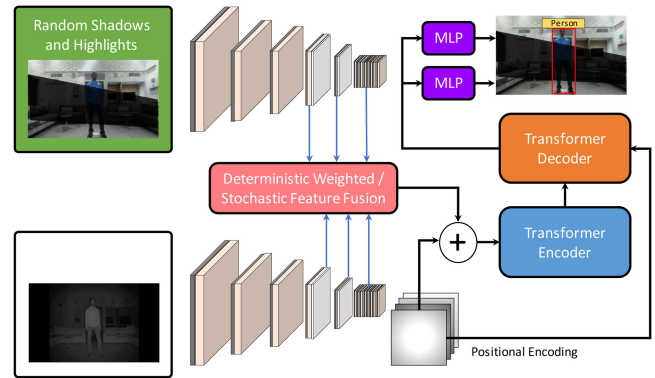 Random Shadows
and Highlights
MLP
MLP
Person
Deterministic Weighted /
Stochastic Feature Fusion
Transformer
Decoder
+
Transformer
Encoder
Positional Encoding